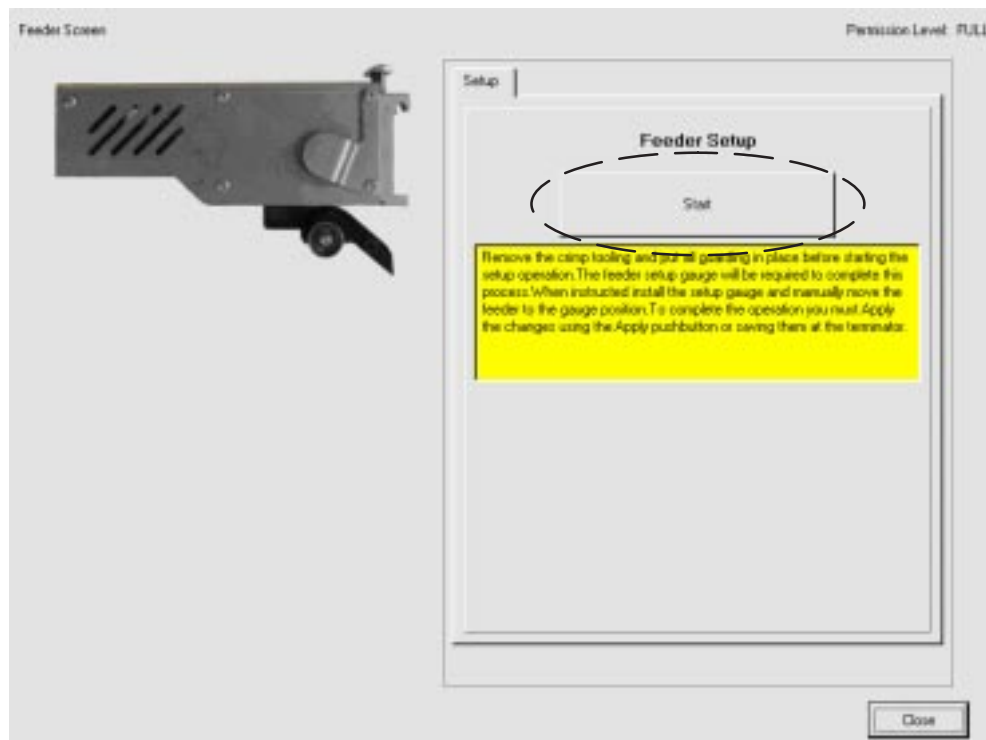 Feeder Screen
Permission Level: FULL
Setup
Feeder Setup
Start
Remove the crimp tooling and put all guarding in place before starting the
setup operation.The feeder setup gauge will be required to complete this
process.When instructed install the setup gauge and manually move the
feeder to the gauge position.To complete the operation you must Apply
the changes using the Apply pushbutton or saving them at the terminator.
Close